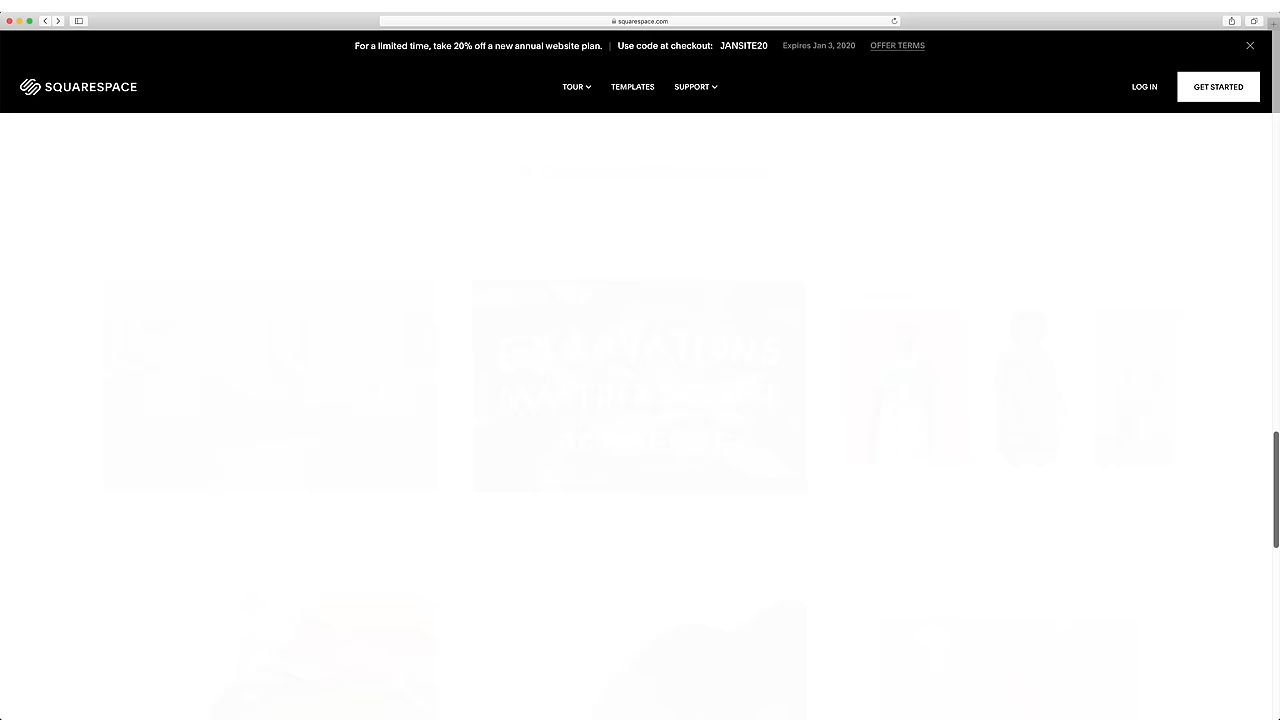 squarespace.com
For a limited time, take 20% off a new annual website plan. | Use code at checkout: JANSITE20 Expires Jan 3, 2020 OFFER TERMS
SQUARESPACE TOUR TEMPLATES SUPPORT LOG IN GET STARTED